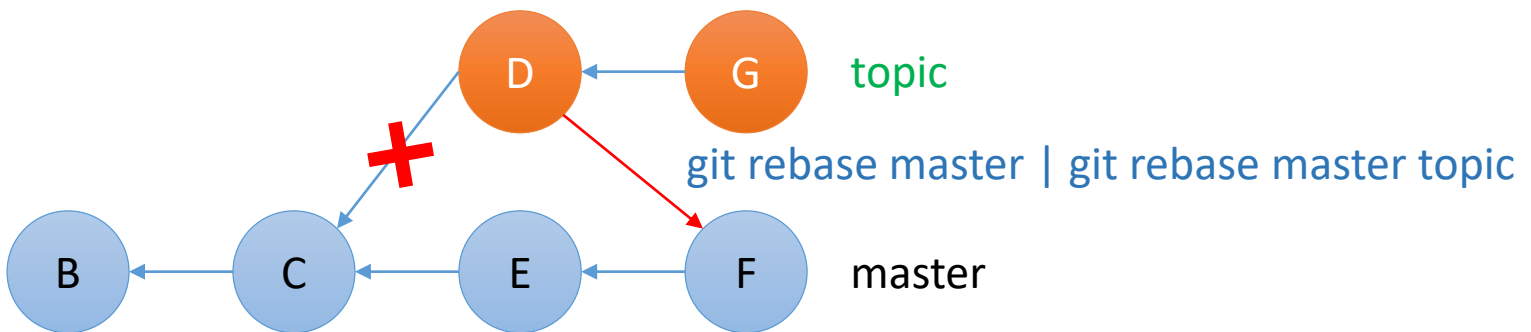 D G topic
git rebase master | git rebase master topic
B C E F master